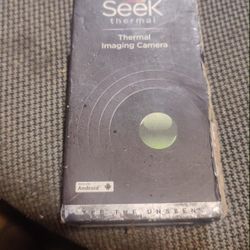 Seek
thermal
Thermal
Imaging Camera
Android
SEE THE UNSEEN